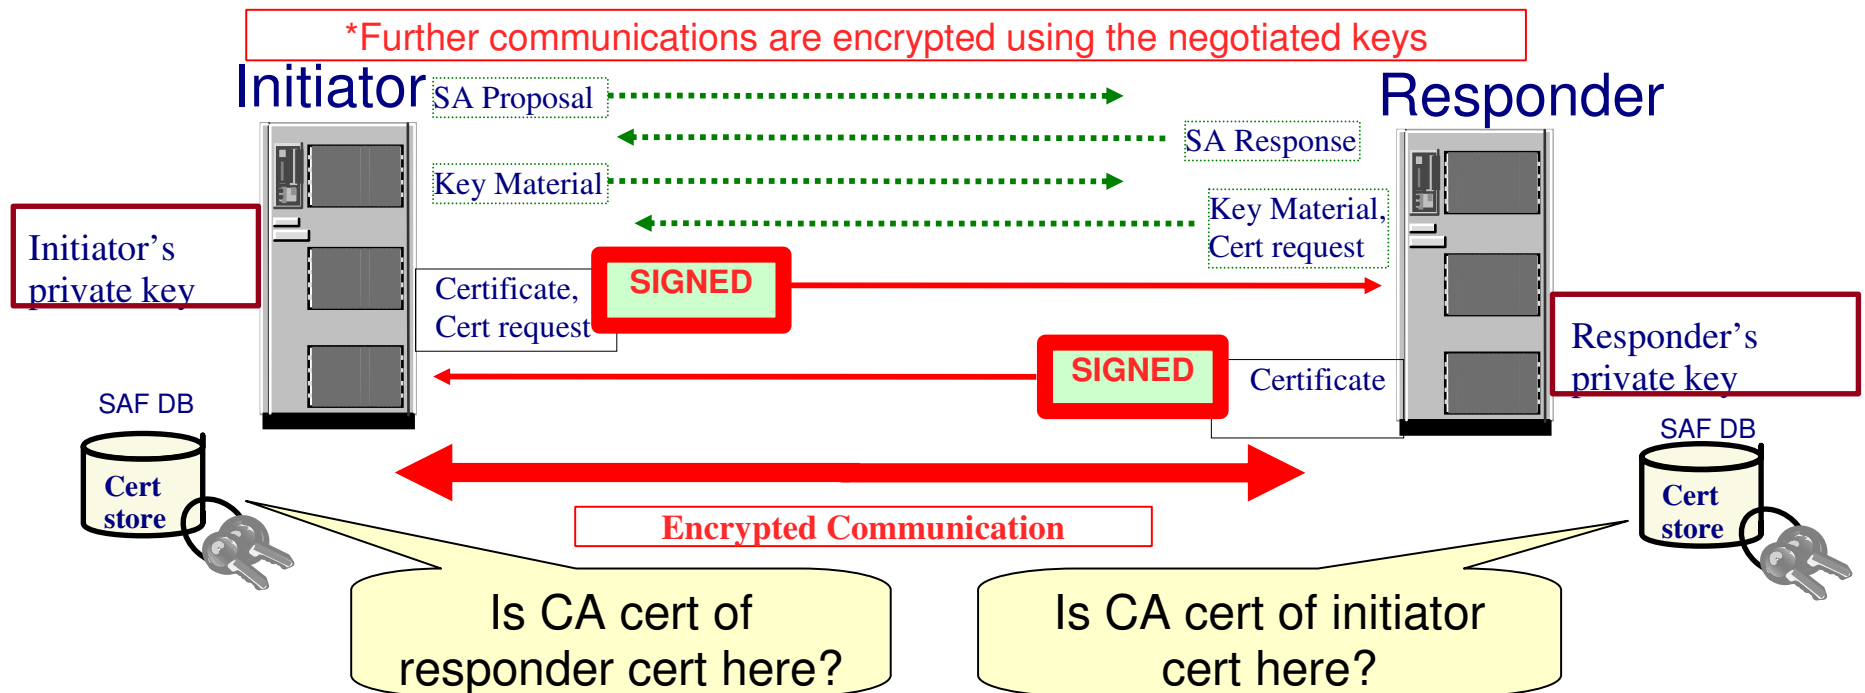 *Further communications are encrypted using the negotiated keys
Initiator
Responder
SA Proposal
SA Response
Key Material
Key Material,
Cert request
Initiator’s
private key
Certificate,
Cert request
SIGNED
SIGNED
Certificate
Responder’s
private key
SAF DB
Cert
store
SAF DB
Cert
store
Encrypted Communication
Is CA cert of
responder cert here?
Is CA cert of initiator
cert here?